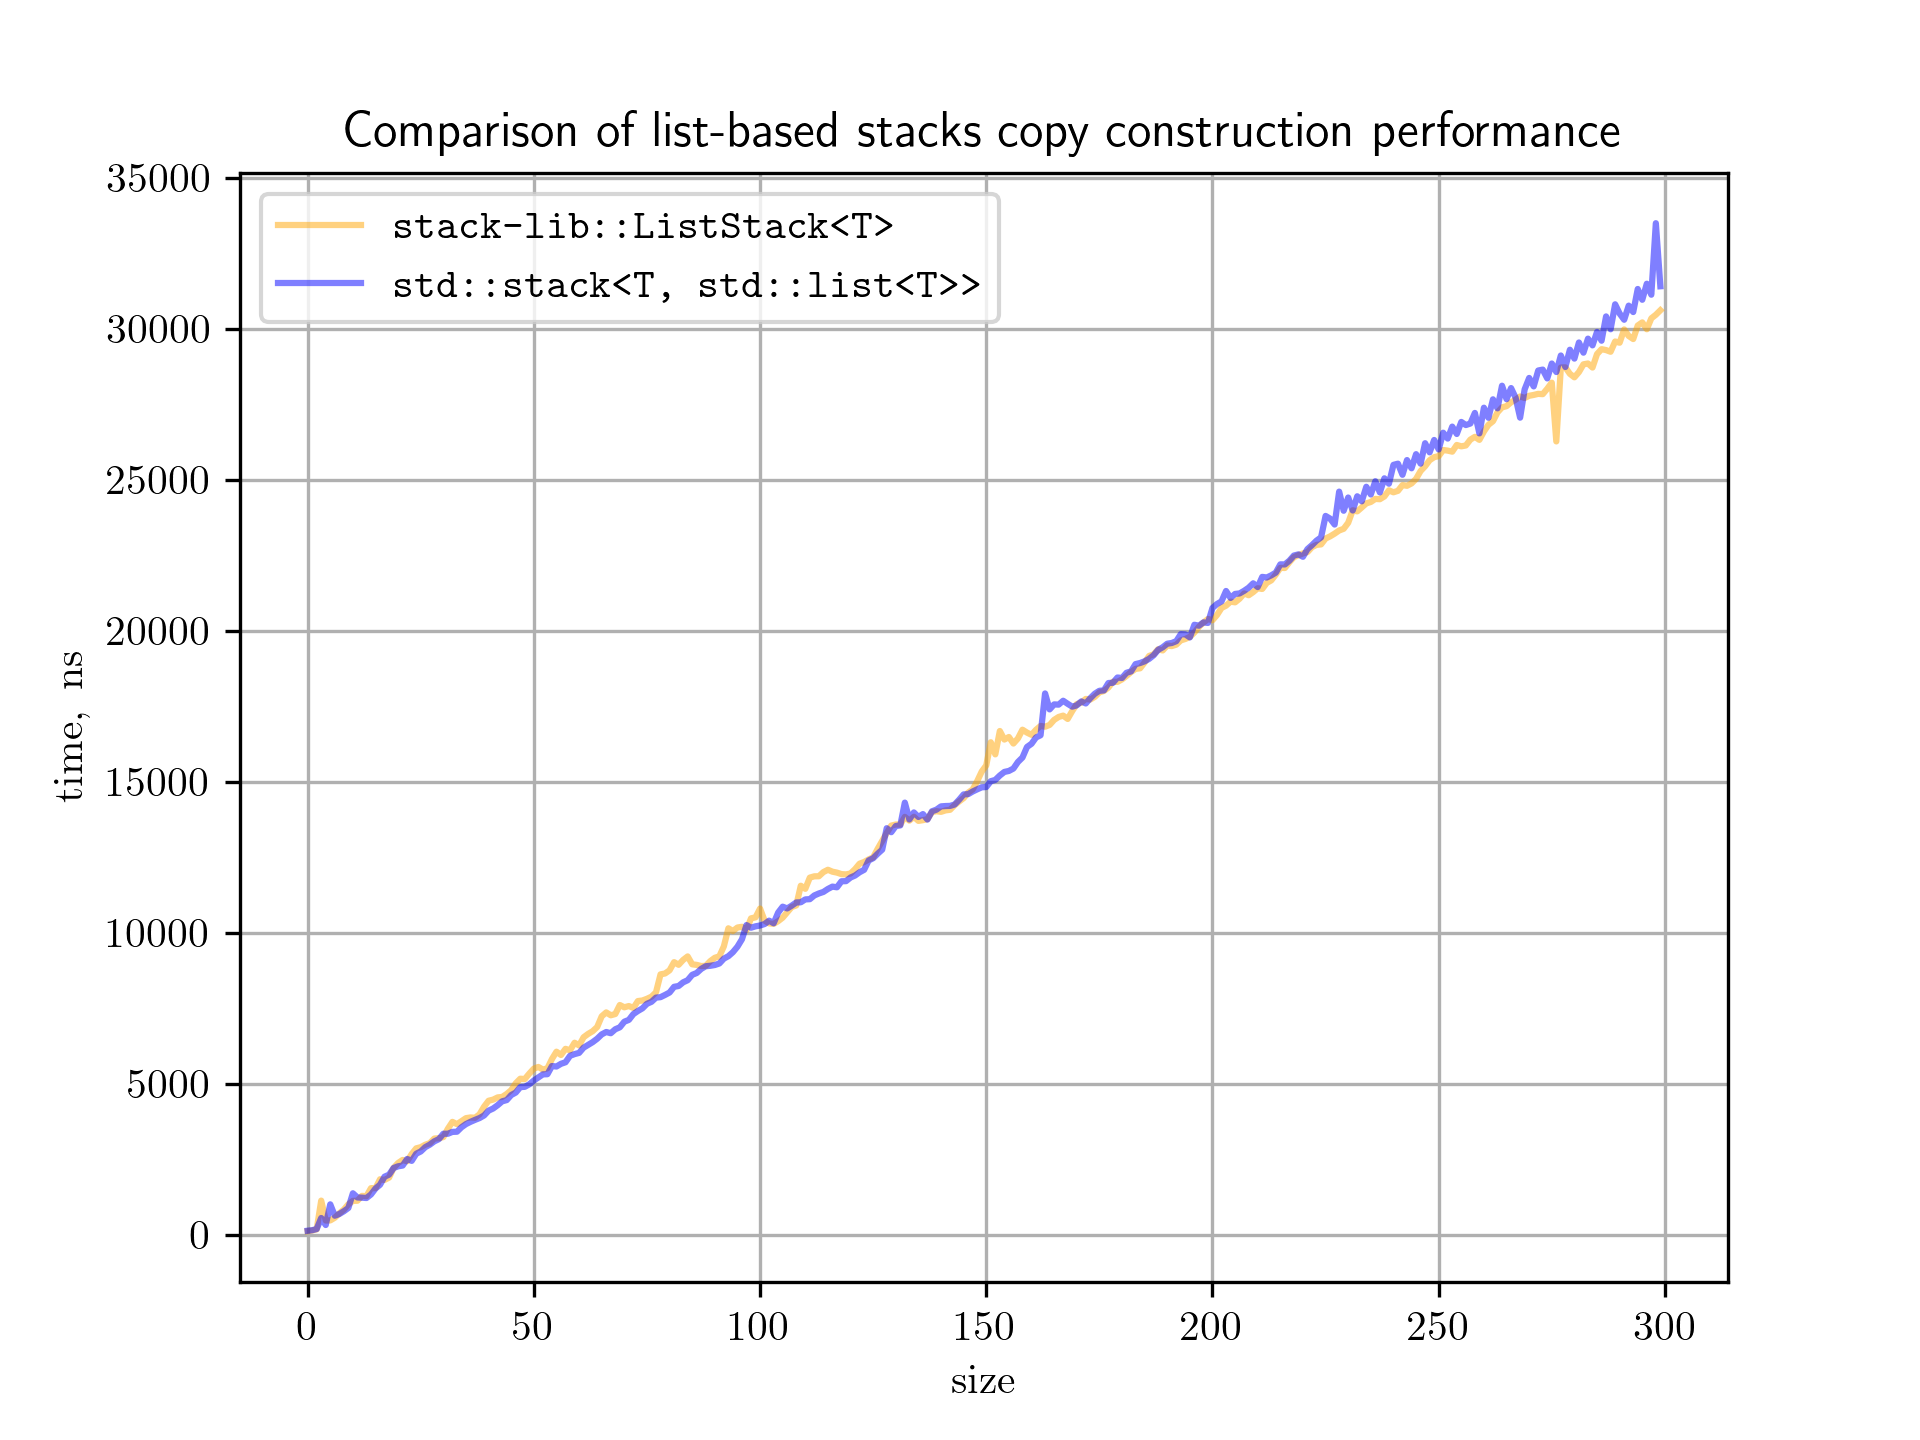 Comparison of list-based stacks copy construction performance
stack-lib::ListStack<T>
std::stack<T, std::list<T>>
35000
30000
25000
20000
15000
10000
5000
0
time, ns
0 50 100 150 200 250 300
size